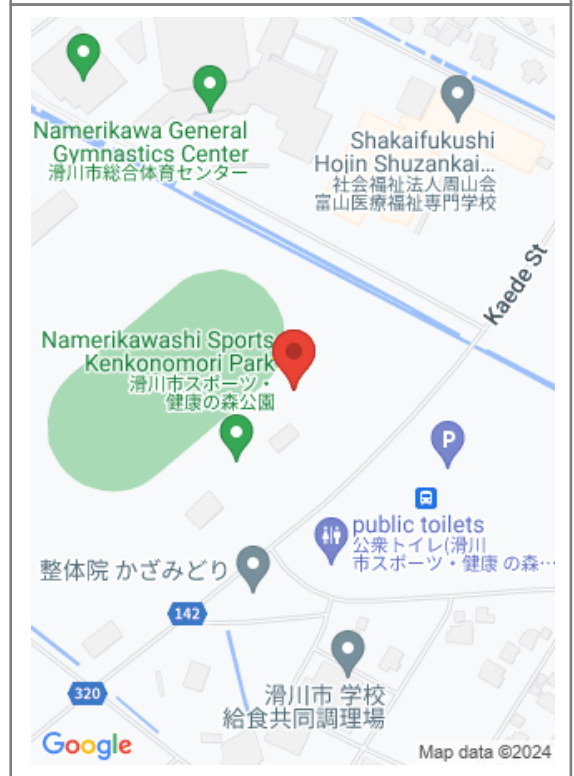 Namerikawa General
Gymnastics Center
滑川市総合体育センター
Shakaifukushi
Hojin Shuzankai...
社会福祉法人周山会
富山医療福祉専門学校
Kaede St
Namerikawashi Sports
Kenkonomori Park
滑川市スポーツ・
健康の森公園
P
public toilets
公衆トイレ(滑川
市スポーツ・健康 の森…
整体院 かざみどり
142
320
滑川市 学校
給食共同調理場
Google
Map data ©2024